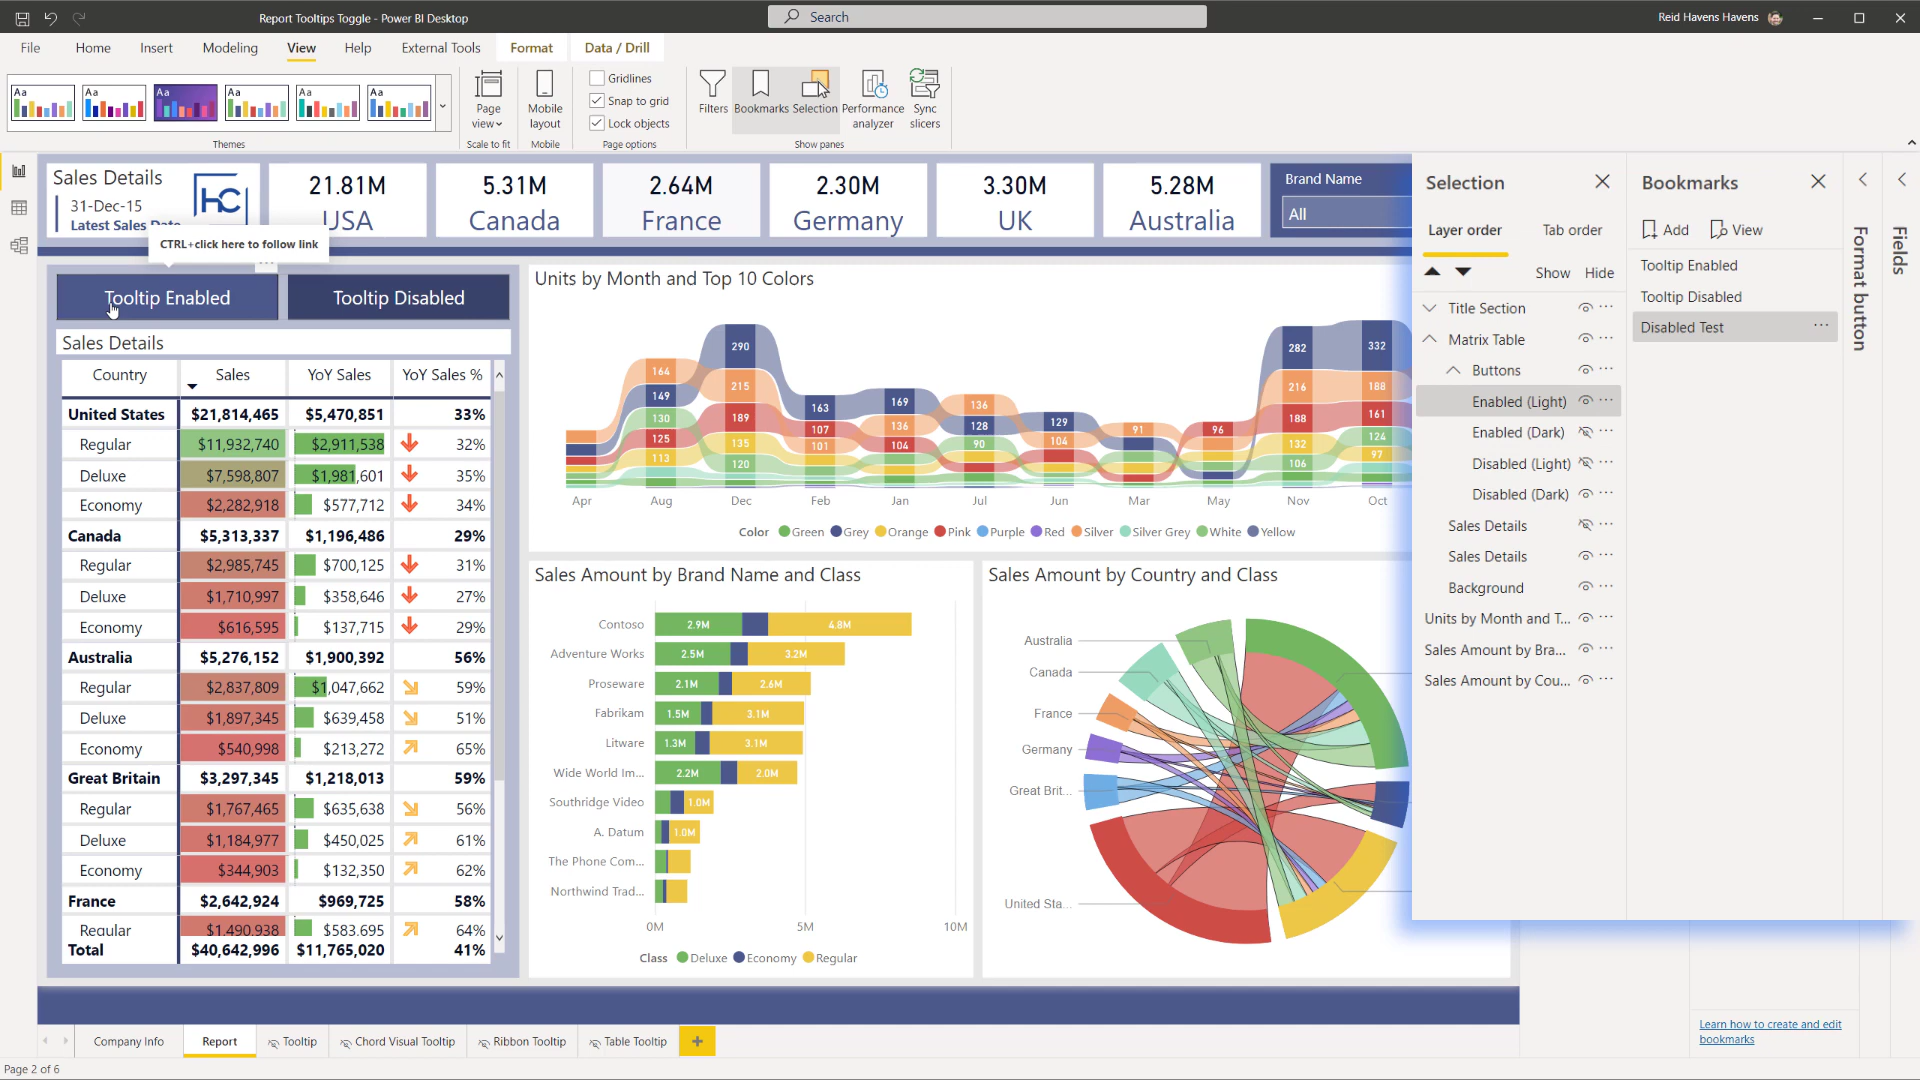 Report Tooltips Toggle - Power BI Desktop
Search
Reid Havens Havens
File Home Insert Modeling View Help External Tools Format Data / Drill
Aa Aa Aa Aa Aa Aa
Themes
Page view
Scale to fit
Mobile layout
Mobile
Gridlines
Snap to grid
Lock objects
Page options
Filters
Bookmarks
Selection
Performance analyzer
Sync slicers
Show panes
Sales Details
31-Dec-15
Latest Sales Date
HC
CTRL+click here to follow link
21.81M
USA
5.31M
Canada
2.64M
France
2.30M
Germany
3.30M
UK
5.28M
Australia
Brand Name
All
Tooltip Enabled
Tooltip Disabled
Sales Details
Country Sales YoY Sales YoY Sales %
United States $21,814,465 $5,470,851 33%
Regular $11,932,740 $2,911,538 32%
Deluxe $7,598,807 $1,981,601 35%
Economy $2,282,918 $577,712 34%
Canada $5,313,337 $1,196,486 29%
Regular $2,985,745 $700,125 31%
Deluxe $1,710,997 $358,646 27%
Economy $616,595 $137,715 29%
Australia $5,276,152 $1,900,392 56%
Regular $2,837,809 $1,047,662 59%
Deluxe $1,897,345 $639,458 51%
Economy $540,998 $213,272 65%
Great Britain $3,297,345 $1,218,013 59%
Regular $1,767,465 $635,638 56%
Deluxe $1,184,977 $450,025 61%
Economy $344,903 $132,350 62%
France $2,642,924 $969,725 58%
Regular $1,490,938 $583,695 64%
Total $40,642,996 $11,765,020 41%
Units by Month and Top 10 Colors
164
149
130
125
113
290
215
189
135
120
163
107
101
169
136
104
136
128
90
129
104
91
96
282
216
188
132
106
332
188
161
124
97
Apr Aug Dec Feb Jan Jul Jun Mar May Nov Oct
Color Green Grey Orange Pink Purple Red Silver Silver Grey White Yellow
Sales Amount by Brand Name and Class
Contoso 2.9M 4.8M
Adventure Works 2.5M 3.2M
Proseware 2.1M 2.6M
Fabrikam 1.5M 3.1M
Litware 1.3M 3.1M
Wide World Im... 2.2M 2.0M
Southridge Video 1.0M
A. Datum 1.0M
The Phone Com...
Northwind Trad...
0M 5M 10M
Class Deluxe Economy Regular
Sales Amount by Country and Class
Australia
Canada
France
Germany
Great Brit...
United Sta...
Selection
Layer order Tab order
Show Hide
Title Section
Matrix Table
Buttons
Enabled (Light)
Enabled (Dark)
Disabled (Light)
Disabled (Dark)
Sales Details
Sales Details
Background
Units by Month and T...
Sales Amount by Bra...
Sales Amount by Cou...
Bookmarks
Add View
Tooltip Enabled
Tooltip Disabled
Disabled Test
Format button
Fields
Learn how to create and edit
bookmarks
Company Info Report Tooltip Chord Visual Tooltip Ribbon Tooltip Table Tooltip +
Page 2 of 6